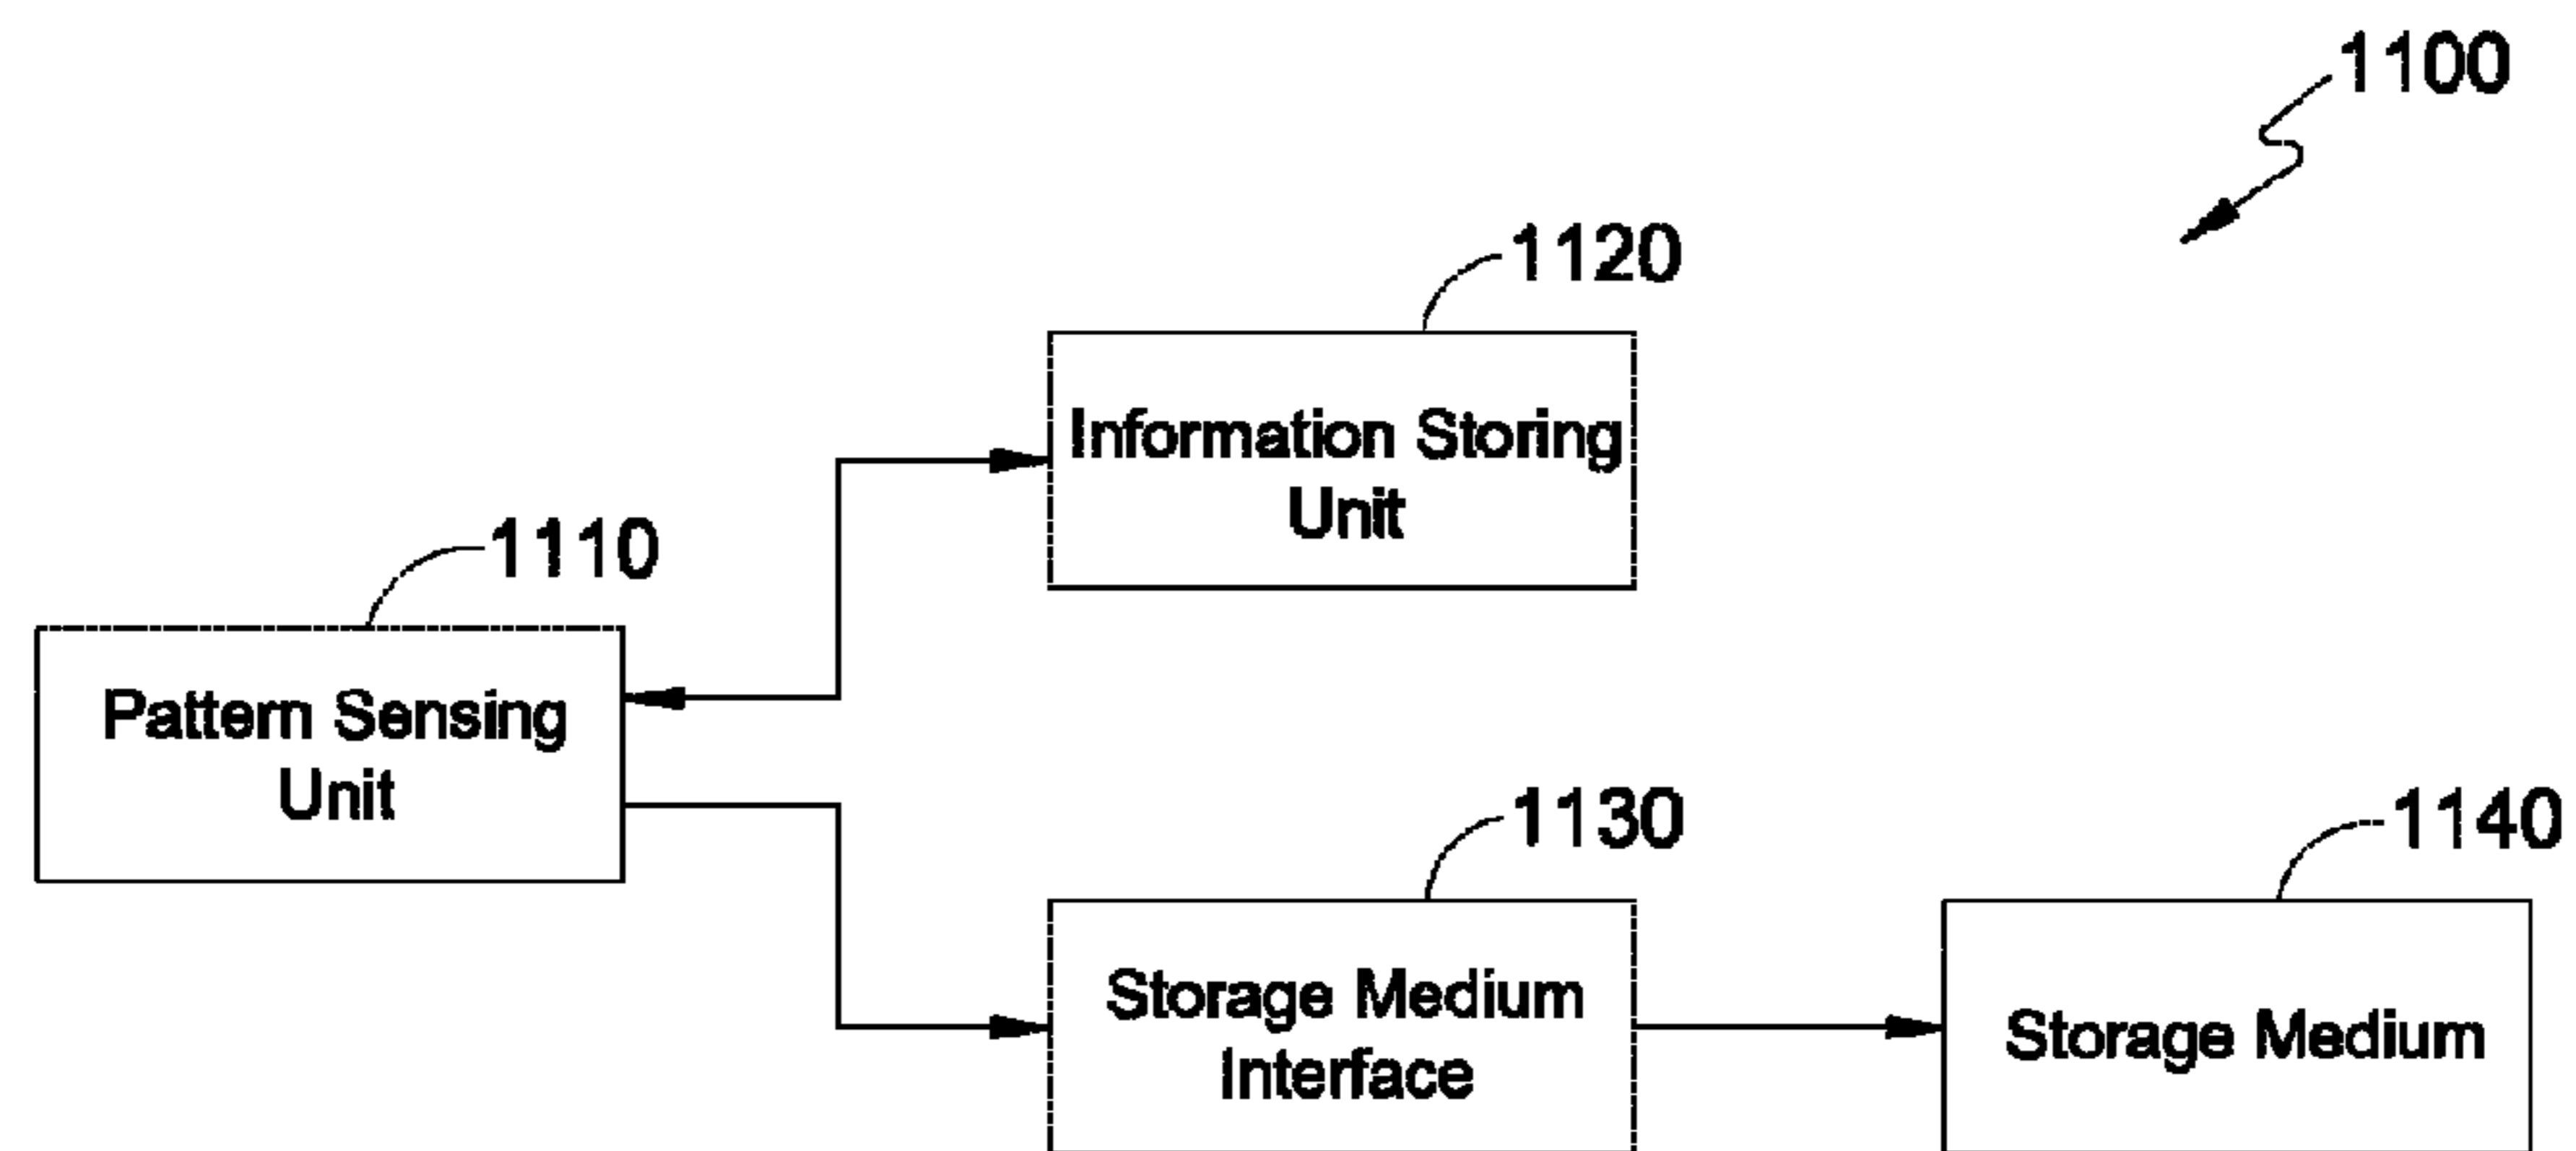 1100
1120
Information Storing
Unit
1110
Pattern Sensing
Unit
1130
Storage Medium
Interface
1140
Storage Medium